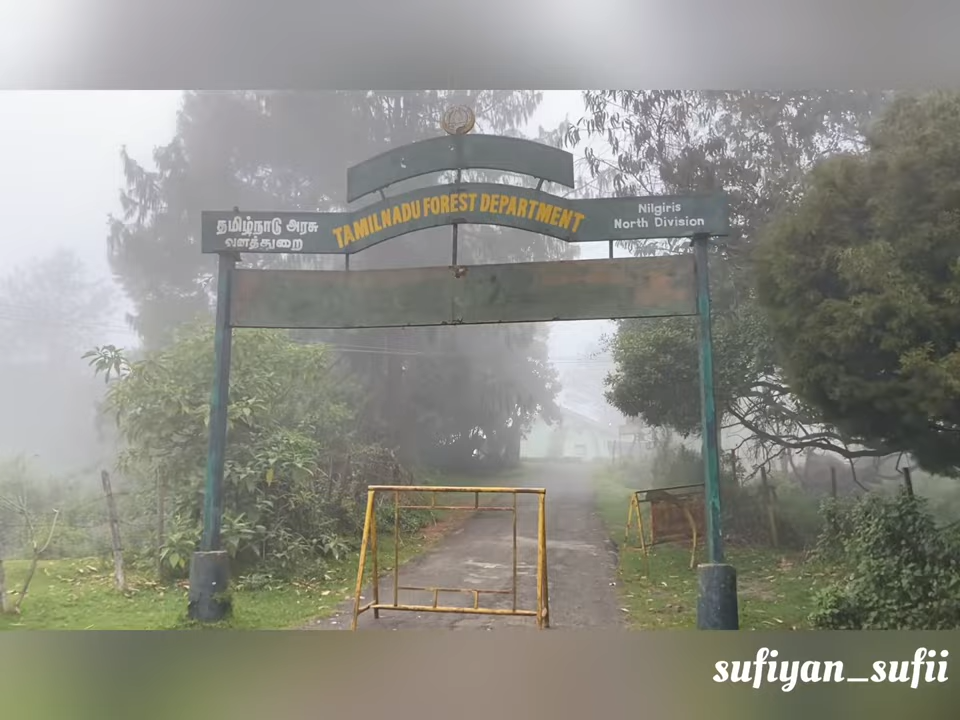 தமிழ்நாடு அரசு
வனத்துறை
TAMILNADU FOREST DEPARTMENT
Nilgiris
North Division
sufiyan_sufii